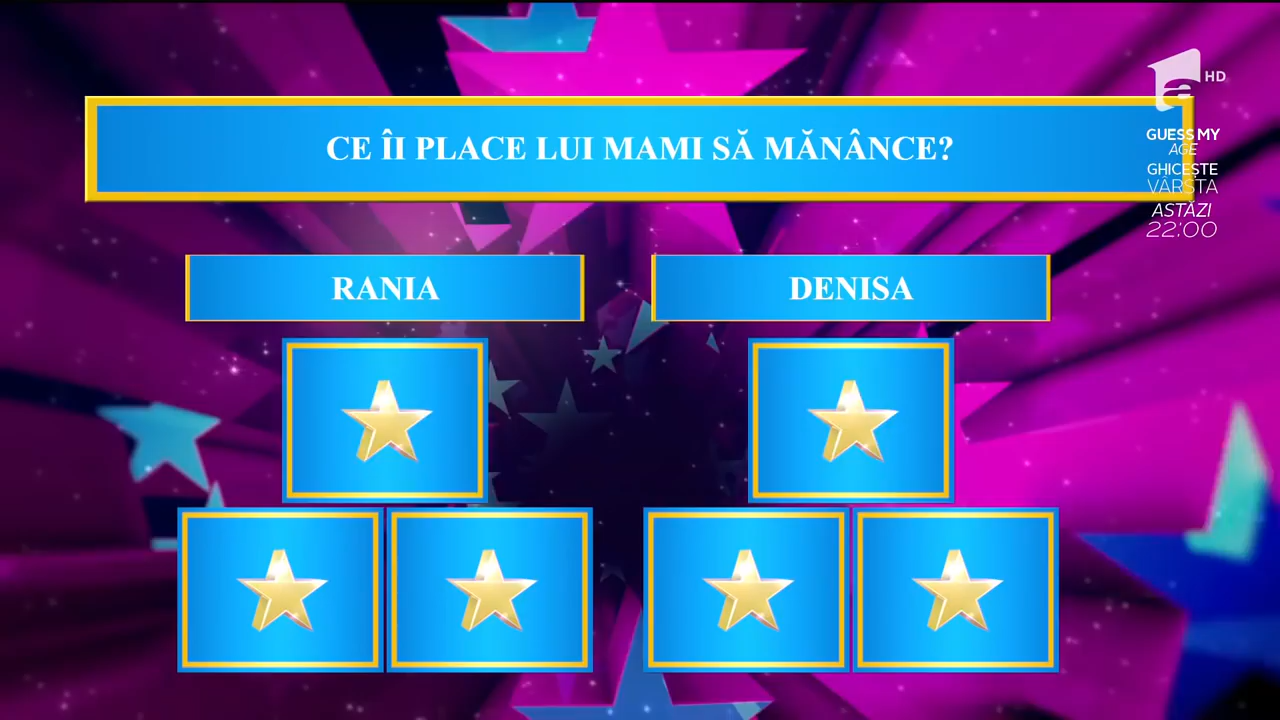 CE ÎI PLACE LUI MAMI SĂ MĂNÂNCE?
HD
GUESS MY
AGE
GHICEȘTE
VÂRSTA
ASTĂZI
22:00
RANIA
DENISA